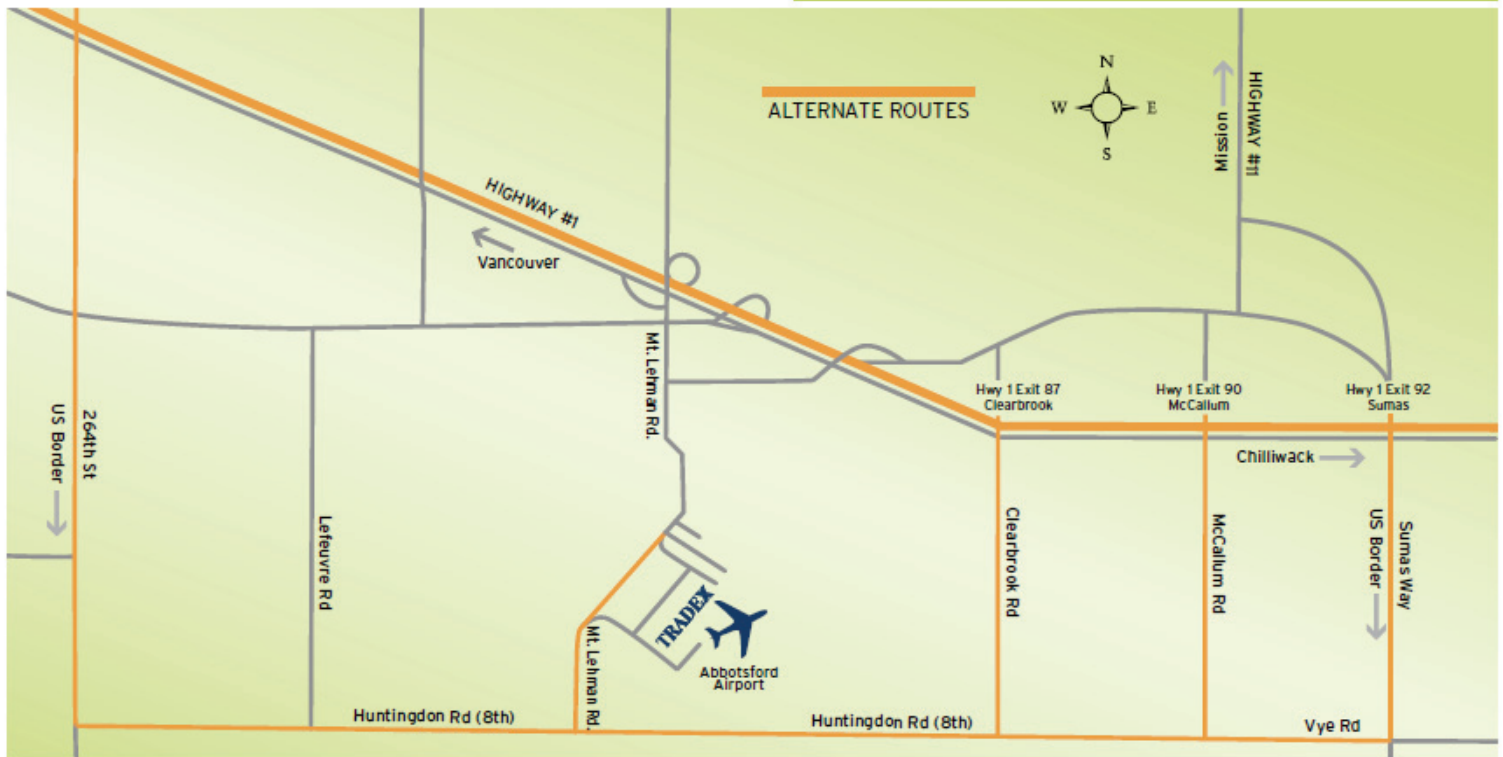 N
W
E
S
ALTERNATE ROUTES
HIGHWAY #11
Mission
HIGHWAY #1
Vancouver
Mt. Lehman Rd.
Hwy 1 Exit 87
Clearbrook
Hwy 1 Exit 90
McCallum
Hwy 1 Exit 92
Sumas
264th St
US Border
Chilliwack
Lefeuvre Rd
Clearbrook Rd
McCallum Rd
Sumas Way
US Border
TRADEX
Abbotsford
Airport
Mt. Lehman Rd.
Huntingdon Rd (8th)
Huntingdon Rd (8th)
Vye Rd